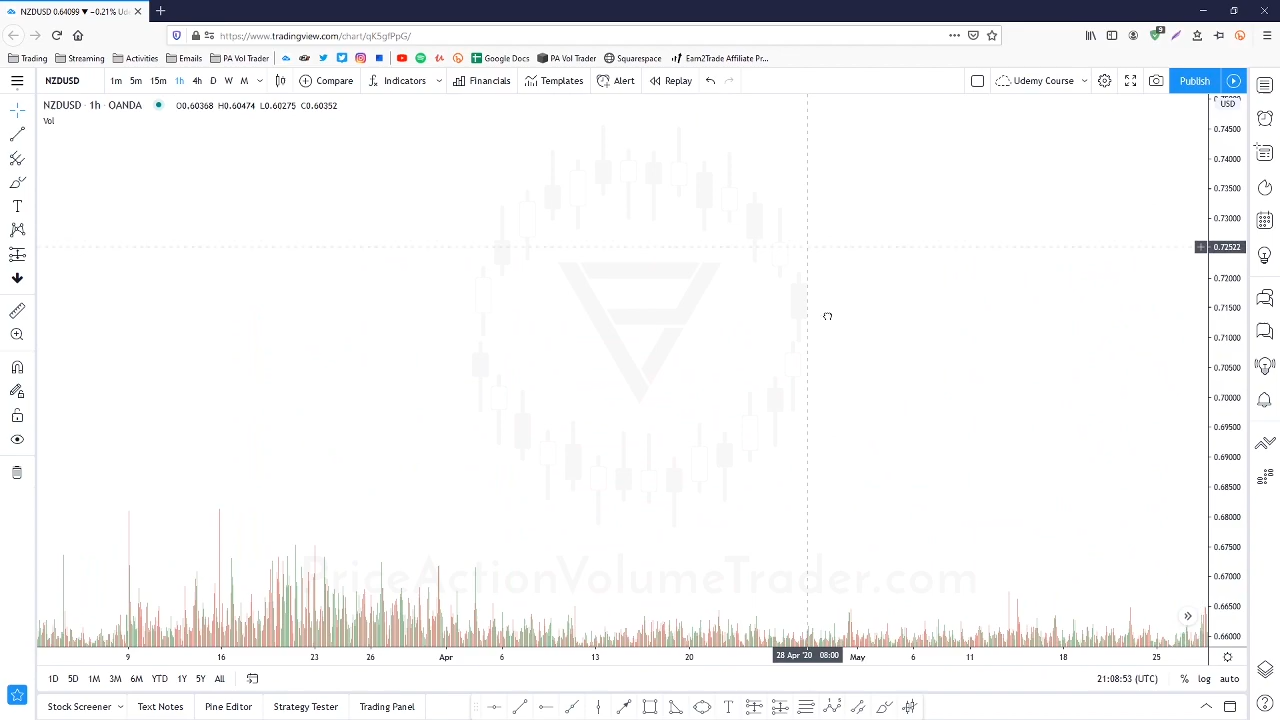 NZDUSD 0.64099 ▼ −0.21% Ud
https://www.tradingview.com/chart/qK5gfPpG/
9
Trading Streaming Activities Emails PA Vol Trader Google Docs PA Vol Trader Squarespace Earn2Trade Affiliate Pr...
NZDUSD 1m 5m 15m 1h 4h D W M Compare Indicators Financials Templates Alert Replay Udemy Course Publish
NZDUSD · 1h · OANDA O0.60368 H0.60474 L0.60275 C0.60352
Vol
USD
0.74500
0.74000
0.73500
0.73000
0.72522
0.72000
0.71500
0.71000
0.70500
0.70000
0.69500
0.69000
0.68500
0.68000
0.67500
0.67000
0.66500
0.66000
PriceActionVolumeTrader.com
9 16 23 26 Apr 6 13 20 28 Apr '20 08:00 May 6 11 18 25
1D 5D 1M 3M 6M YTD 1Y 5Y All 21:08:53 (UTC) % log auto
Stock Screener Text Notes Pine Editor Strategy Tester Trading Panel